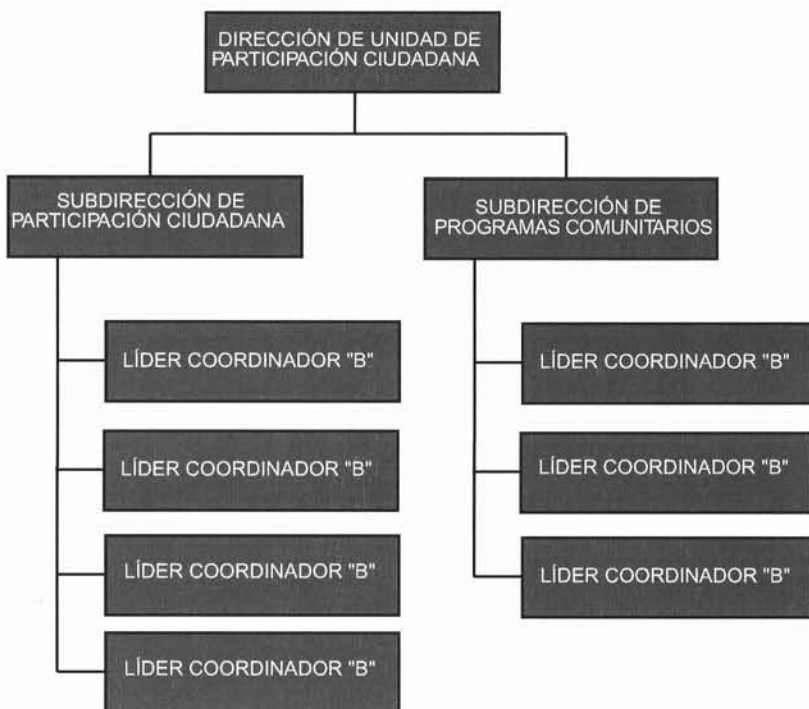 DIRECCIÓN DE UNIDAD DE
PARTICIPACIÓN CIUDADANA
SUBDIRECCIÓN DE
PARTICIPACIÓN CIUDADANA
LÍDER COORDINADOR "B"
LÍDER COORDINADOR "B"
LÍDER COORDINADOR "B"
LÍDER COORDINADOR "B"
SUBDIRECCIÓN DE
PROGRAMAS COMUNITARIOS
LÍDER COORDINADOR "B"
LÍDER COORDINADOR "B"
LÍDER COORDINADOR "B"